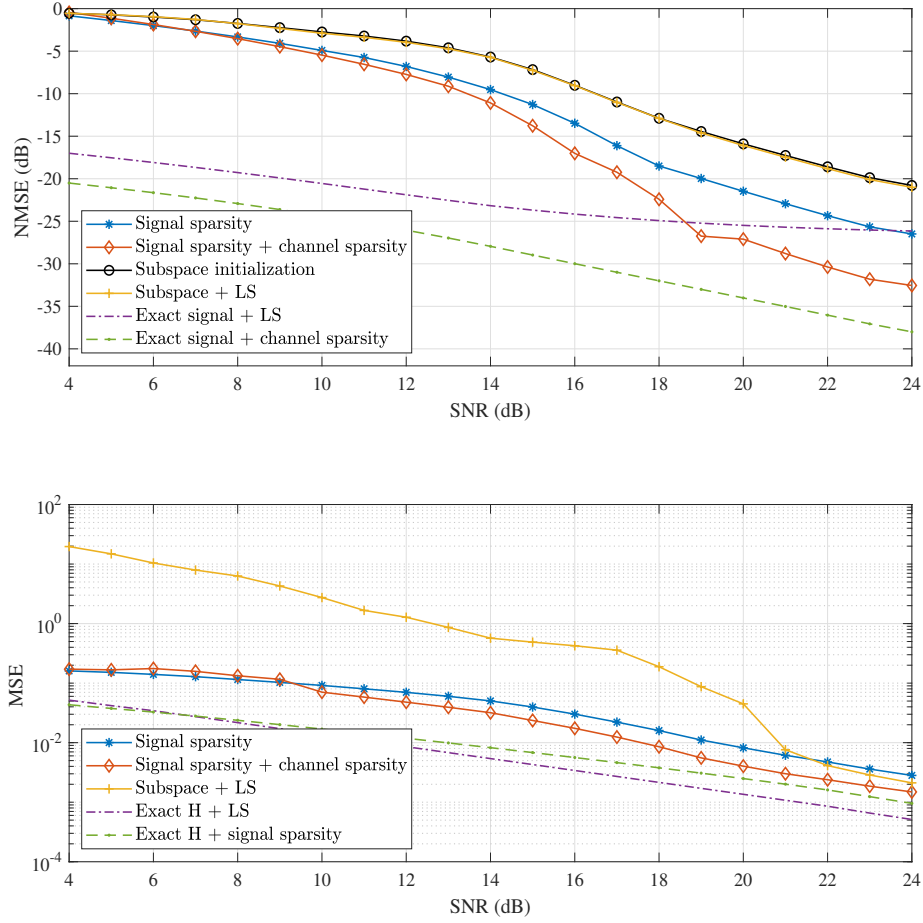 0
-5
-10
-15
-20
-25
-30
-35
-40
NMSE (dB)
Signal sparsity
Signal sparsity + channel sparsity
Subspace initialization
Subspace + LS
Exact signal + LS
Exact signal + channel sparsity
4 6 8 10 12 14 16 18 20 22 24
SNR (dB)
10^2
10^0
10^-2
10^-4
MSE
Signal sparsity
Signal sparsity + channel sparsity
Subspace + LS
Exact H + LS
Exact H + signal sparsity
4 6 8 10 12 14 16 18 20 22 24
SNR (dB)